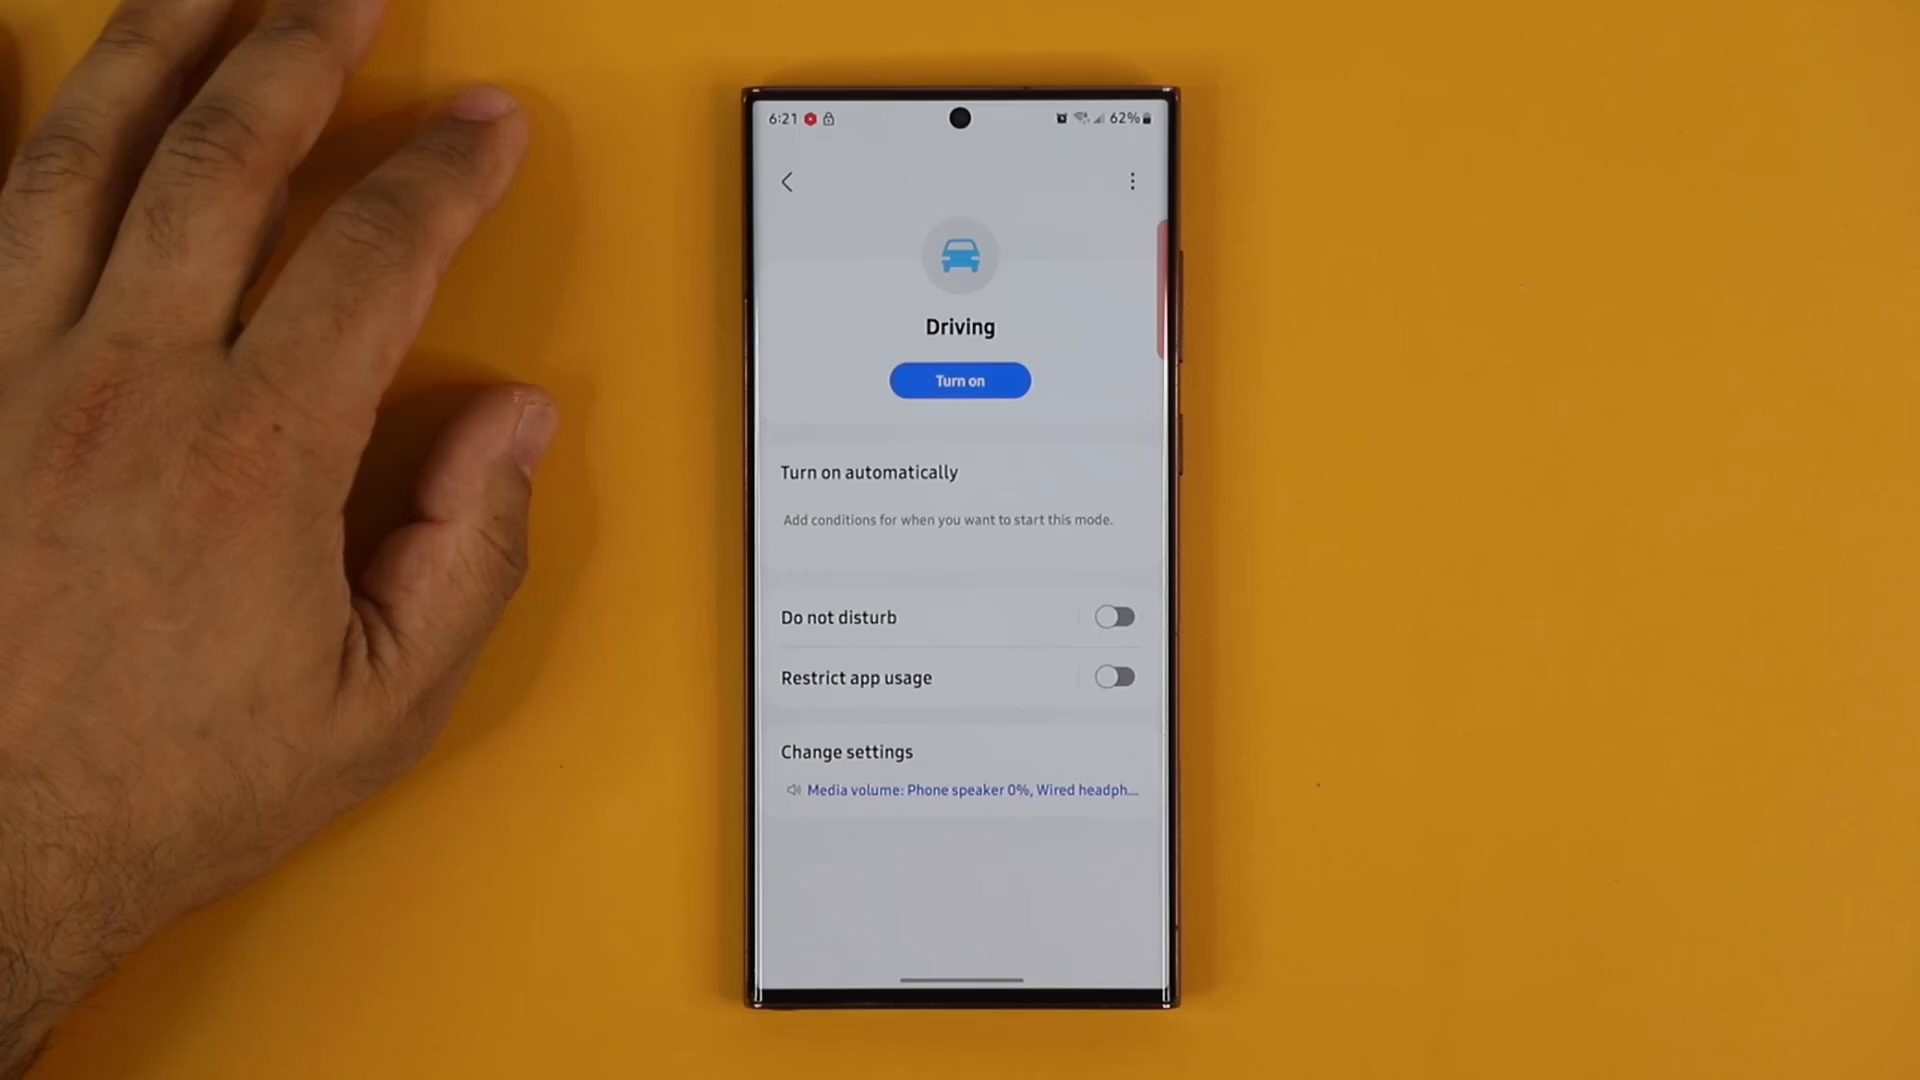 6:21 62%
Driving
Turn on
Turn on automatically
Add conditions for when you want to start this mode.
Do not disturb
Restrict app usage
Change settings
Media volume: Phone speaker 0%, Wired headph...